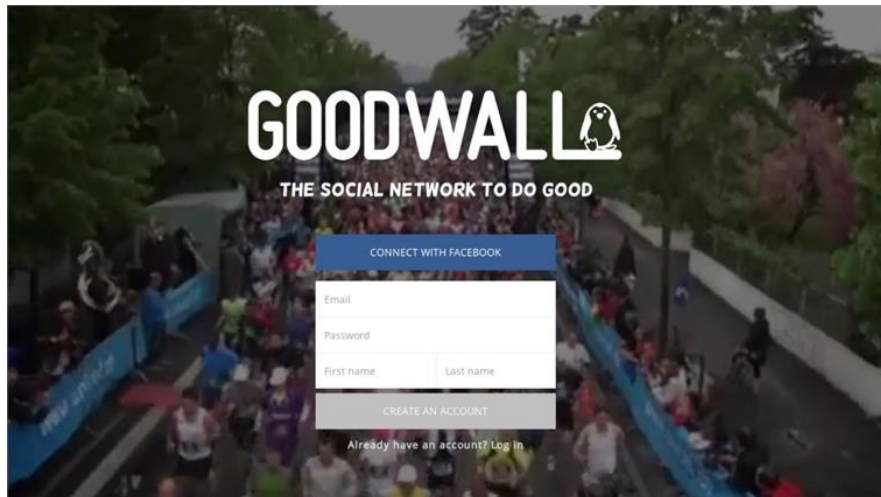 GOODWALL
THE SOCIAL NETWORK TO DO GOOD
CONNECT WITH FACEBOOK
Email
Password
First name Last name
CREATE AN ACCOUNT
Already have an account? Log in